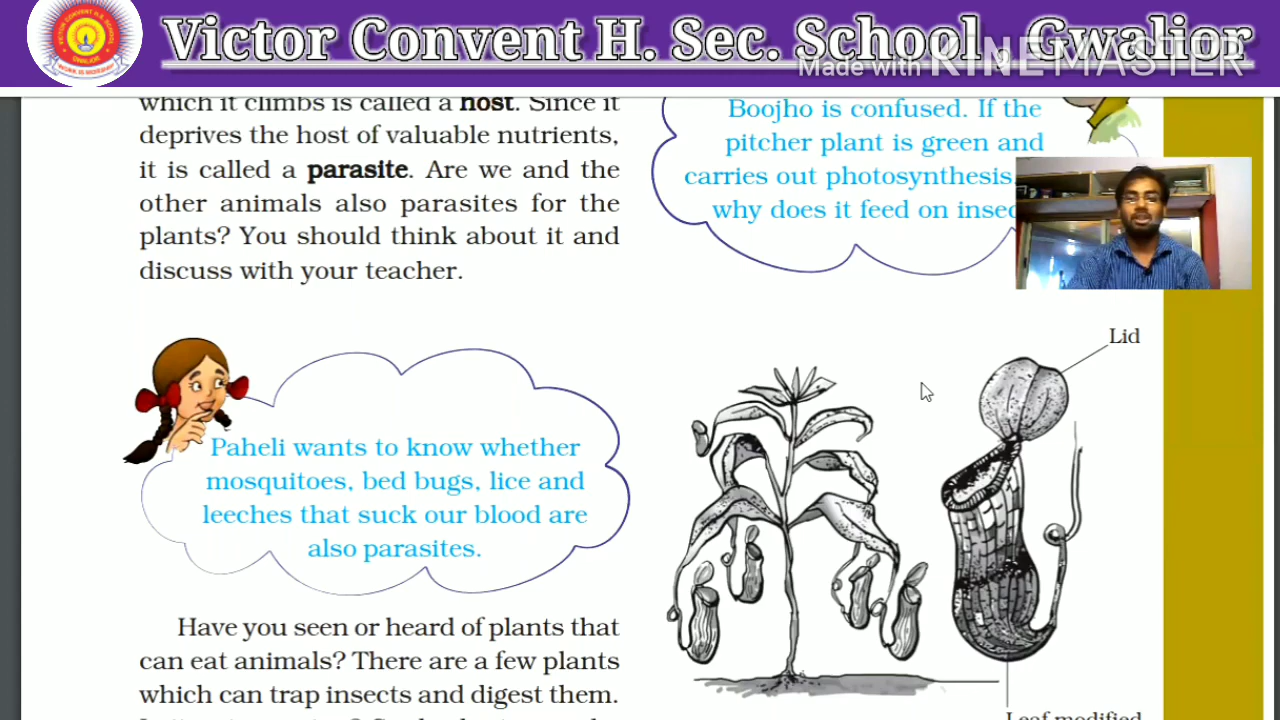 Victor Convent H. Sec. School, Gwalior
Made with KINEMASTER
which it climbs is called a host. Since it
deprives the host of valuable nutrients,
it is called a parasite. Are we and the
other animals also parasites for the
plants? You should think about it and
discuss with your teacher.
Boojho is confused. If the
pitcher plant is green and
carries out photosynthesis,
why does it feed on
Paheli wants to know whether
mosquitoes, bed bugs, lice and
leeches that suck our blood are
also parasites.
Have you seen or heard of plants that
can eat animals? There are a few plants
which can trap insects and digest them.
Lid
Leaf modified